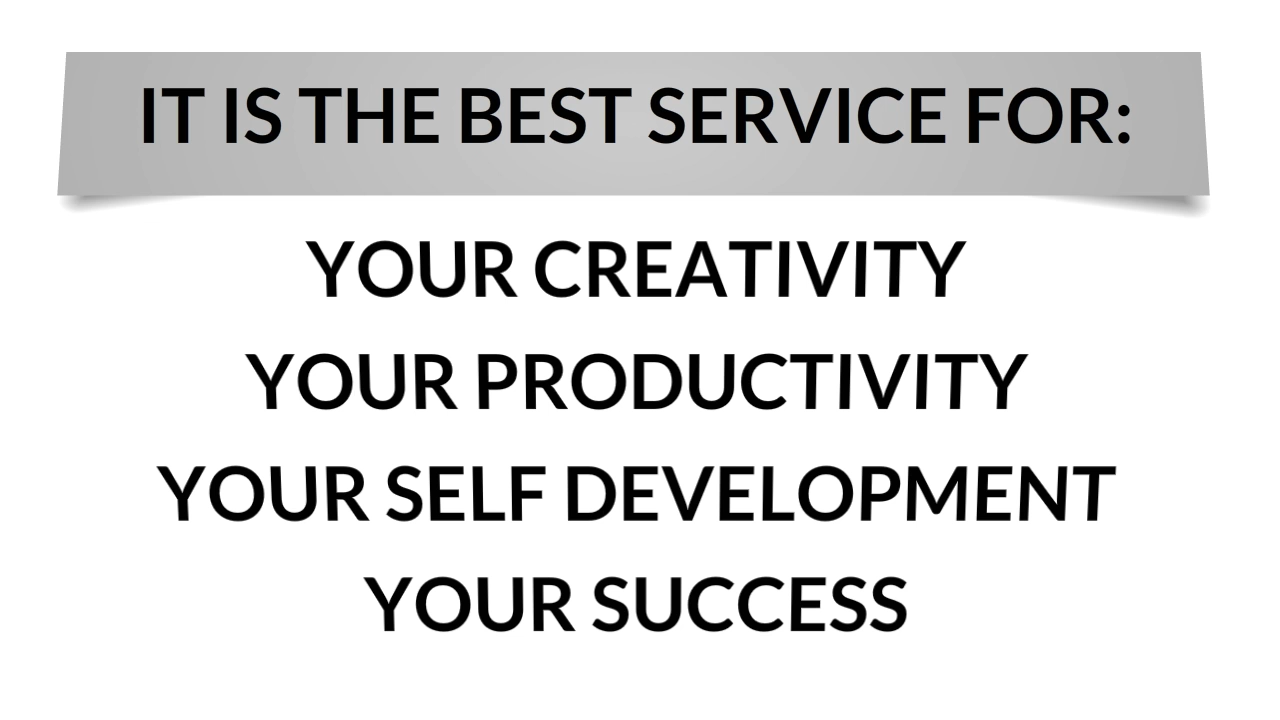 IT IS THE BEST SERVICE FOR:
YOUR CREATIVITY
YOUR PRODUCTIVITY
YOUR SELF DEVELOPMENT
YOUR SUCCESS